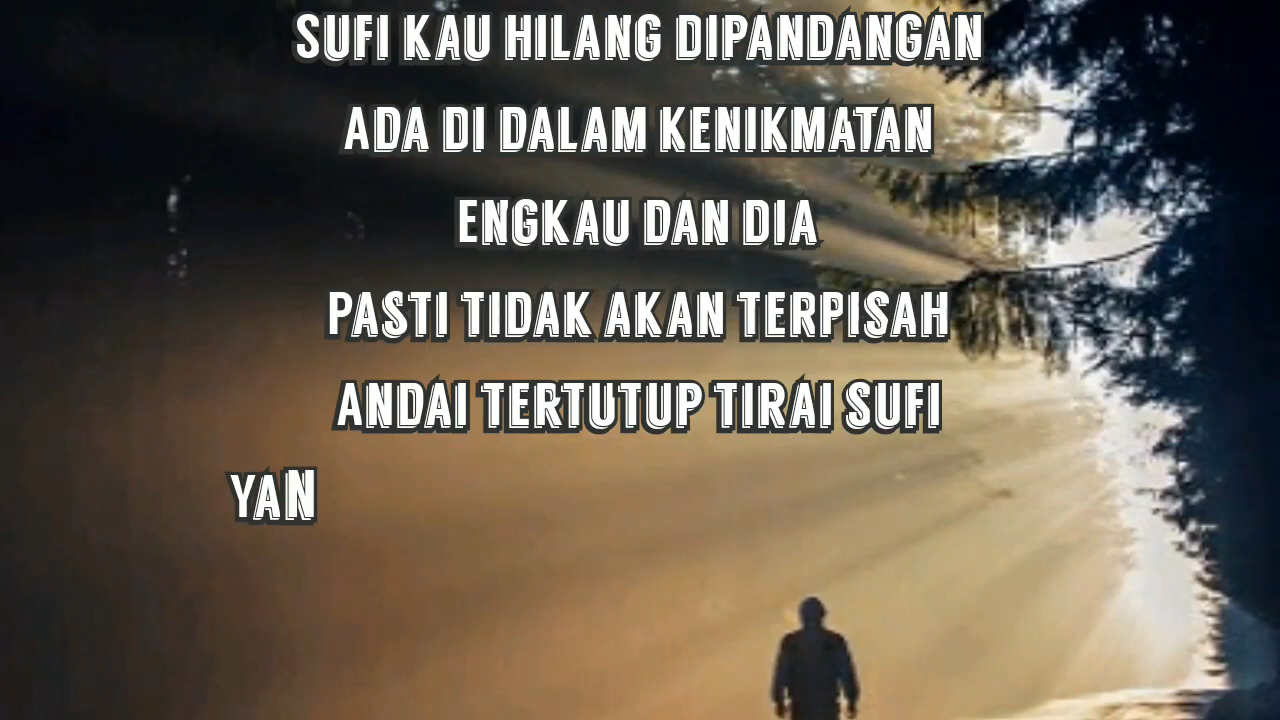 SUFI KAU HILANG DIPANDANGAN
ADA DI DALAM KENIKMATAN
ENGKAU DAN DIA
PASTI TIDAK AKAN TERPISAH
ANDAI TERTUTUP TIRAI SUFI
YAN